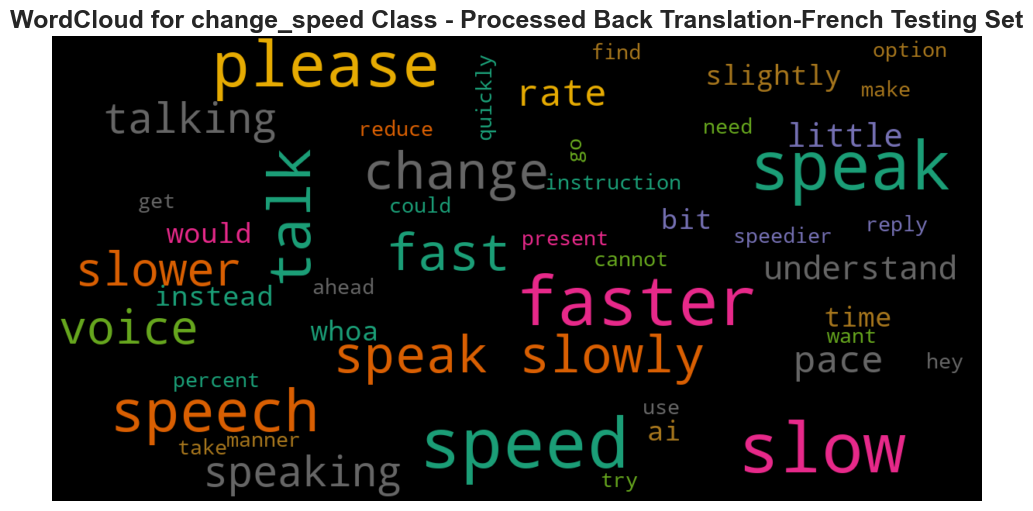 WordCloud for change_speed Class - Processed Back Translation-French Testing Set
please
quickly
find
option
rate
slightly
make
talking
reduce
need
little
talk
change
go
speak
instruction
get
could
would
bit
reply
present
speedier
fast
slower
cannot
understand
instead
ahead
faster
voice
whoa
time
want
speak slowly
pace
hey
percent
speech
use
ai
take
manner
speed
slow
speaking
try